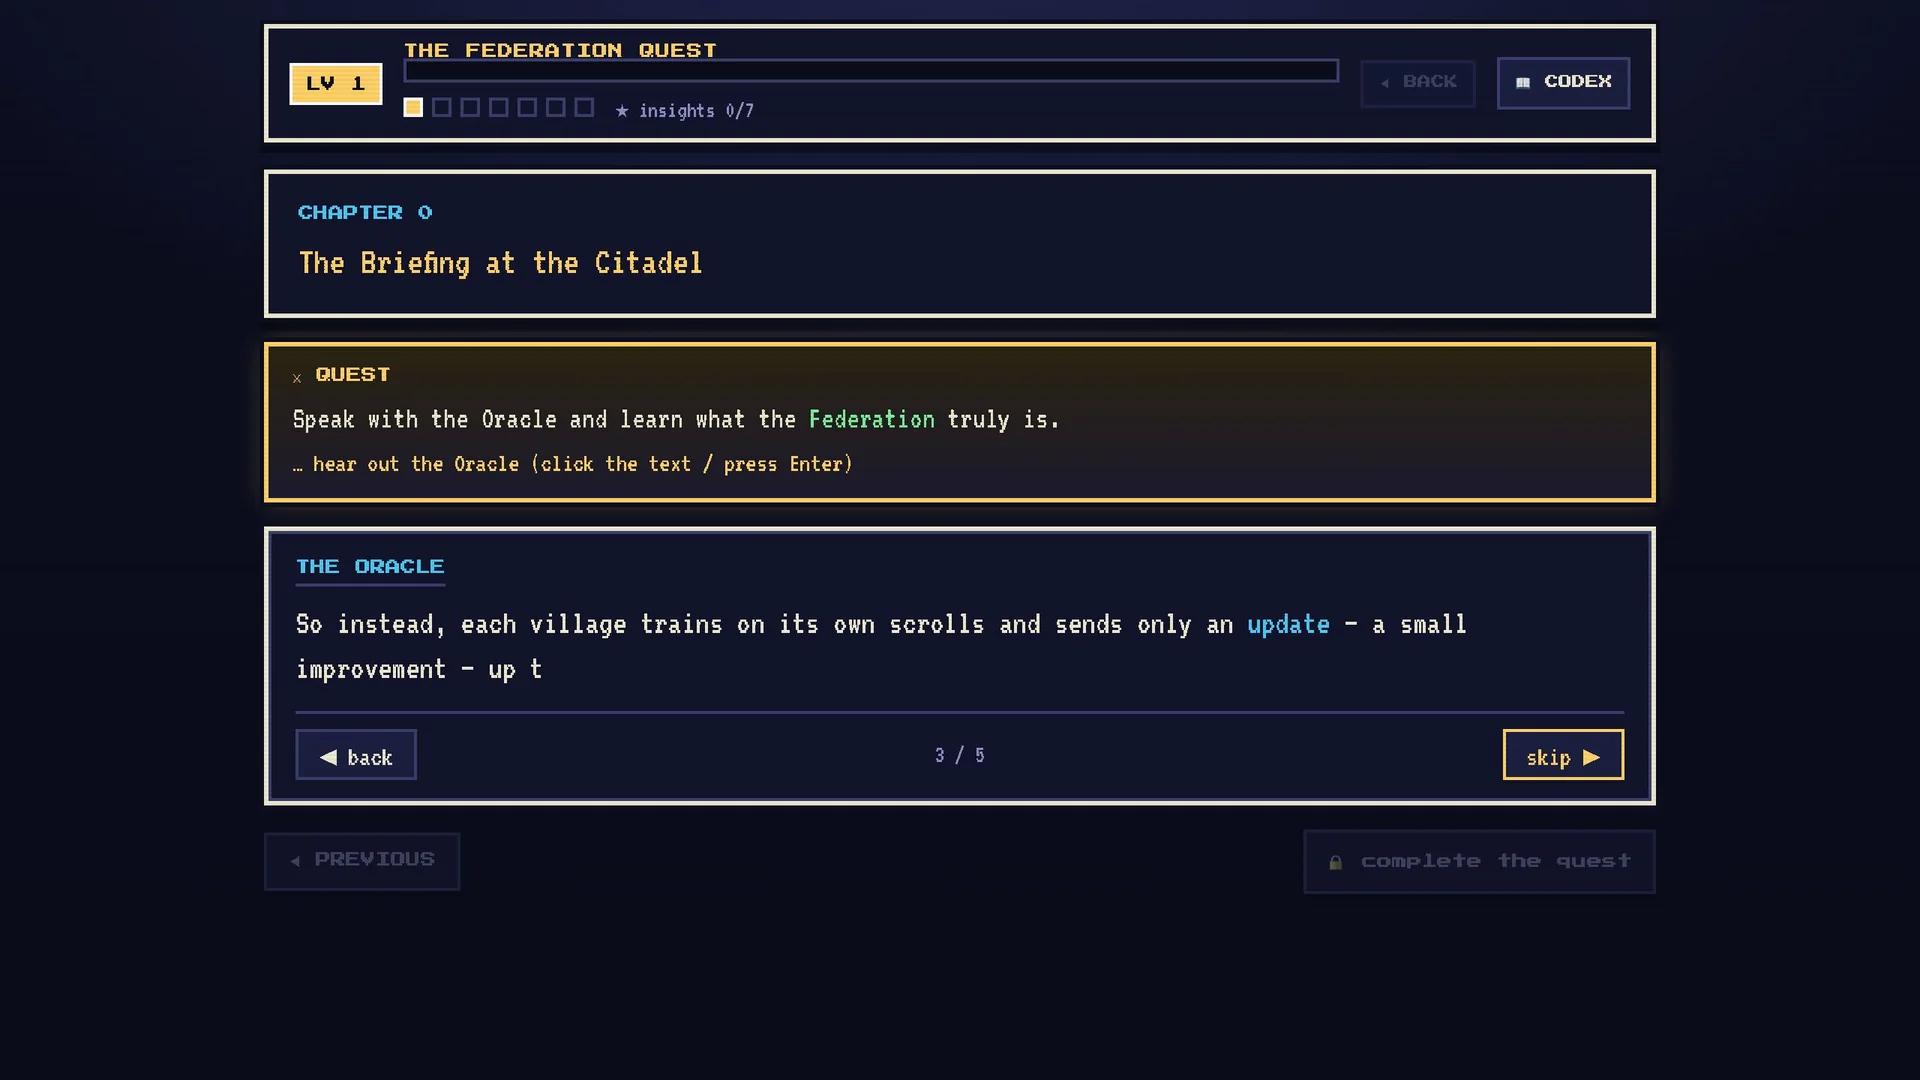 THE FEDERATION QUEST
LV 1
★ insights 0/7
◀ BACK
CODEX
CHAPTER 0
The Briefing at the Citadel
x QUEST
Speak with the Oracle and learn what the Federation truly is.
… hear out the Oracle (click the text / press Enter)
THE ORACLE
So instead, each village trains on its own scrolls and sends only an update – a small
improvement – up t
◀ back
3 / 5
skip ▶
◀ PREVIOUS
complete the quest